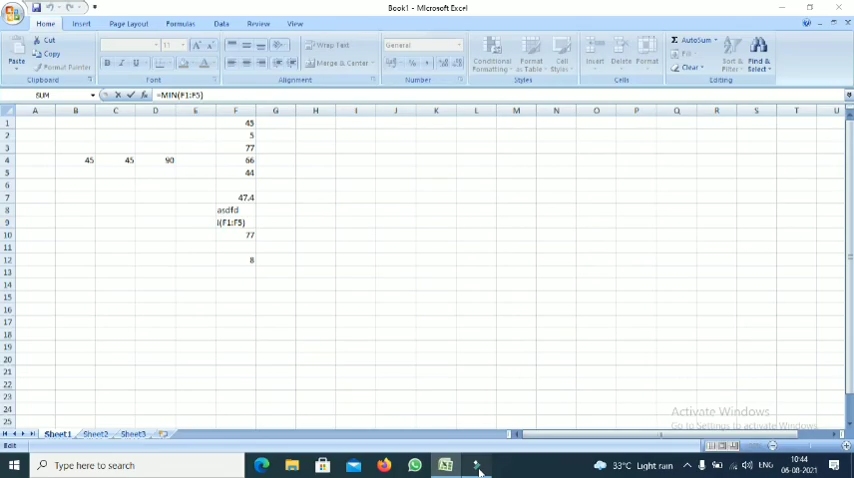 Book1 - Microsoft Excel
Home Insert Page Layout Formulas Data Review View
Paste Cut Copy Format Painter
11
Wrap Text
Merge & Center
General
Conditional Formatting
Format as Table
Cell Styles
Insert Delete Format
AutoSum Fill Clear
Sort & Filter
Find & Select
Clipboard Font Alignment Number Styles Cells Editing
SUM =MIN(F1:F5)
A B C D E F G H I J K L M N O P Q R S T U
1 45
2 5
3 77
4 45 45 90 66
5 44
6
7 47.4
8 asdfd
9 I(F1:F5)
10 77
11
12 8
13
14
15
16
17
18
19
20
21
22
23
24
25
Activate Windows
Go to Settings to activate Windows.
Sheet1 Sheet2 Sheet3
Edit
Type here to search
33°C Light rain ENG 10:44
06-08-2021